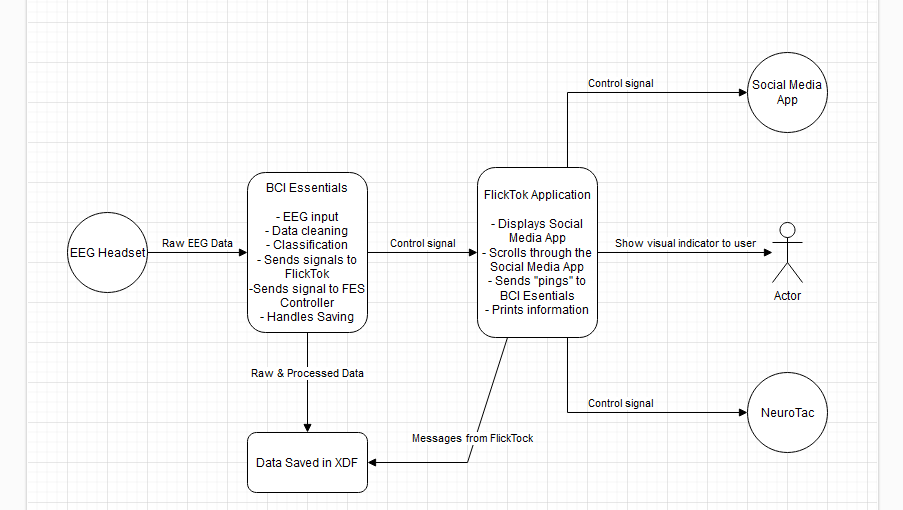 Control signal
Social Media
App
BCI Essentials
- EEG input
- Data cleaning
- Classification
- Sends signals to
FlickTok
-Sends signal to FES
Controller
- Handles Saving
FlickTok Application
- Displays Social
Media App
- Scrolls through the
Social Media App
- Sends "pings" to
BCI Esentials
- Prints information
EEG Headset
Raw EEG Data
Control signal
Show visual indicator to user
Actor
Raw & Processed Data
Control signal
NeuroTac
Messages from FlickTock
Data Saved in XDF